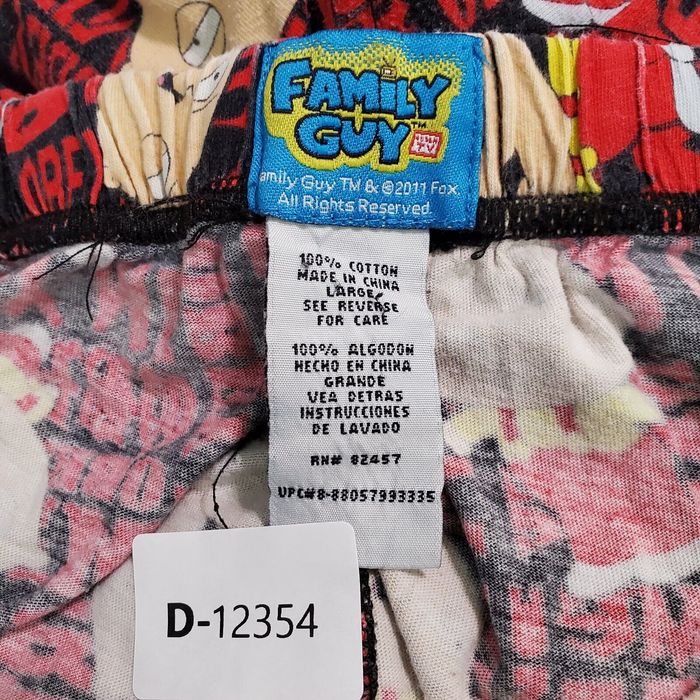 FAMILY
GUY™
amily Guy TM & ©2011 Fox.
All Rights Reserved.
100% COTTON
MADE IN CHINA
LARGE
SEE REVERSE
FOR CARE
100% ALGODON
HECHO EN CHINA
GRANDE
VEA DETRAS
INSTRUCCIONES
DE LAVADO
RN# 82457
UPC#8-88057993335
D-12354